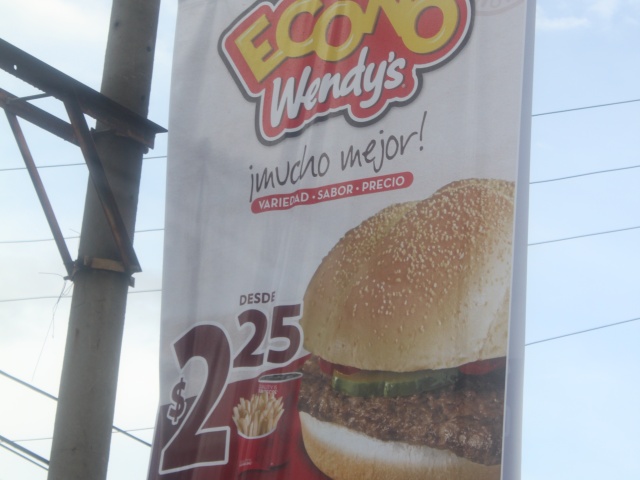 ECONO
Wendy's
¡mucho mejor!
VARIEDAD • SABOR • PRECIO
DESDE
$2 25